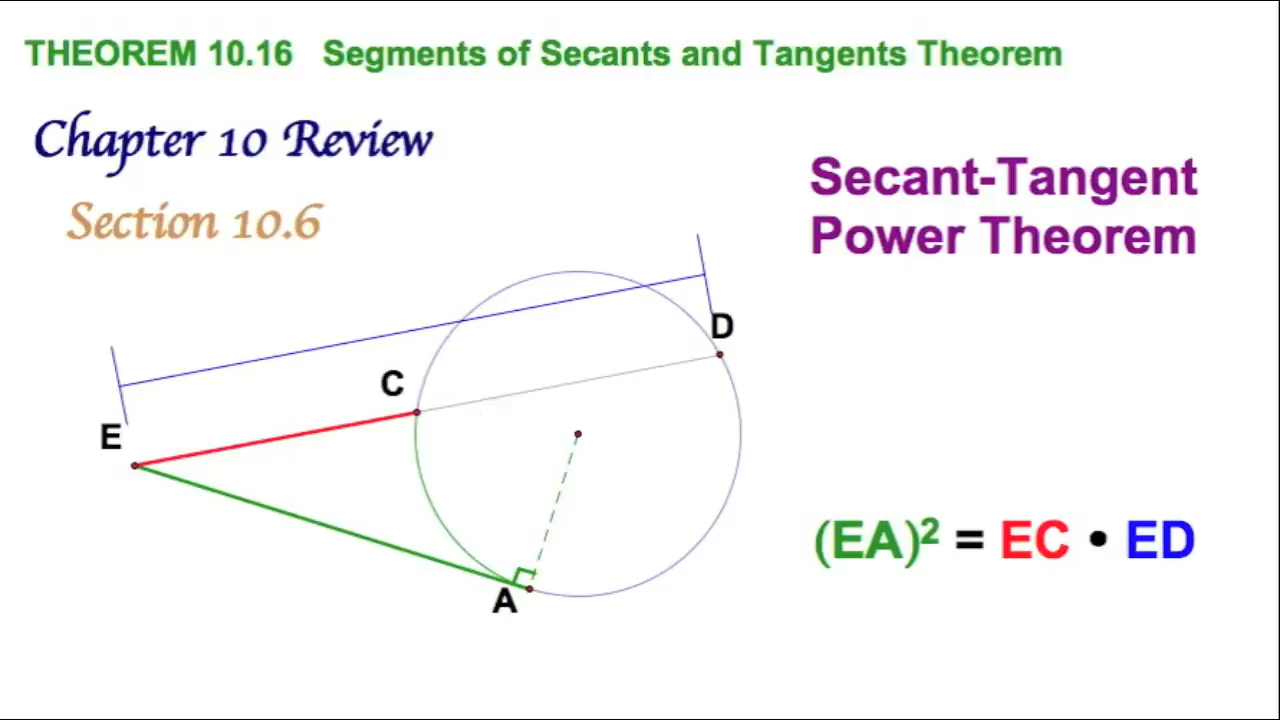 THEOREM 10.16 Segments of Secants and Tangents Theorem
Chapter 10 Review
Section 10.6
Secant-Tangent
Power Theorem
D
C
E
A
(EA)² = EC • ED